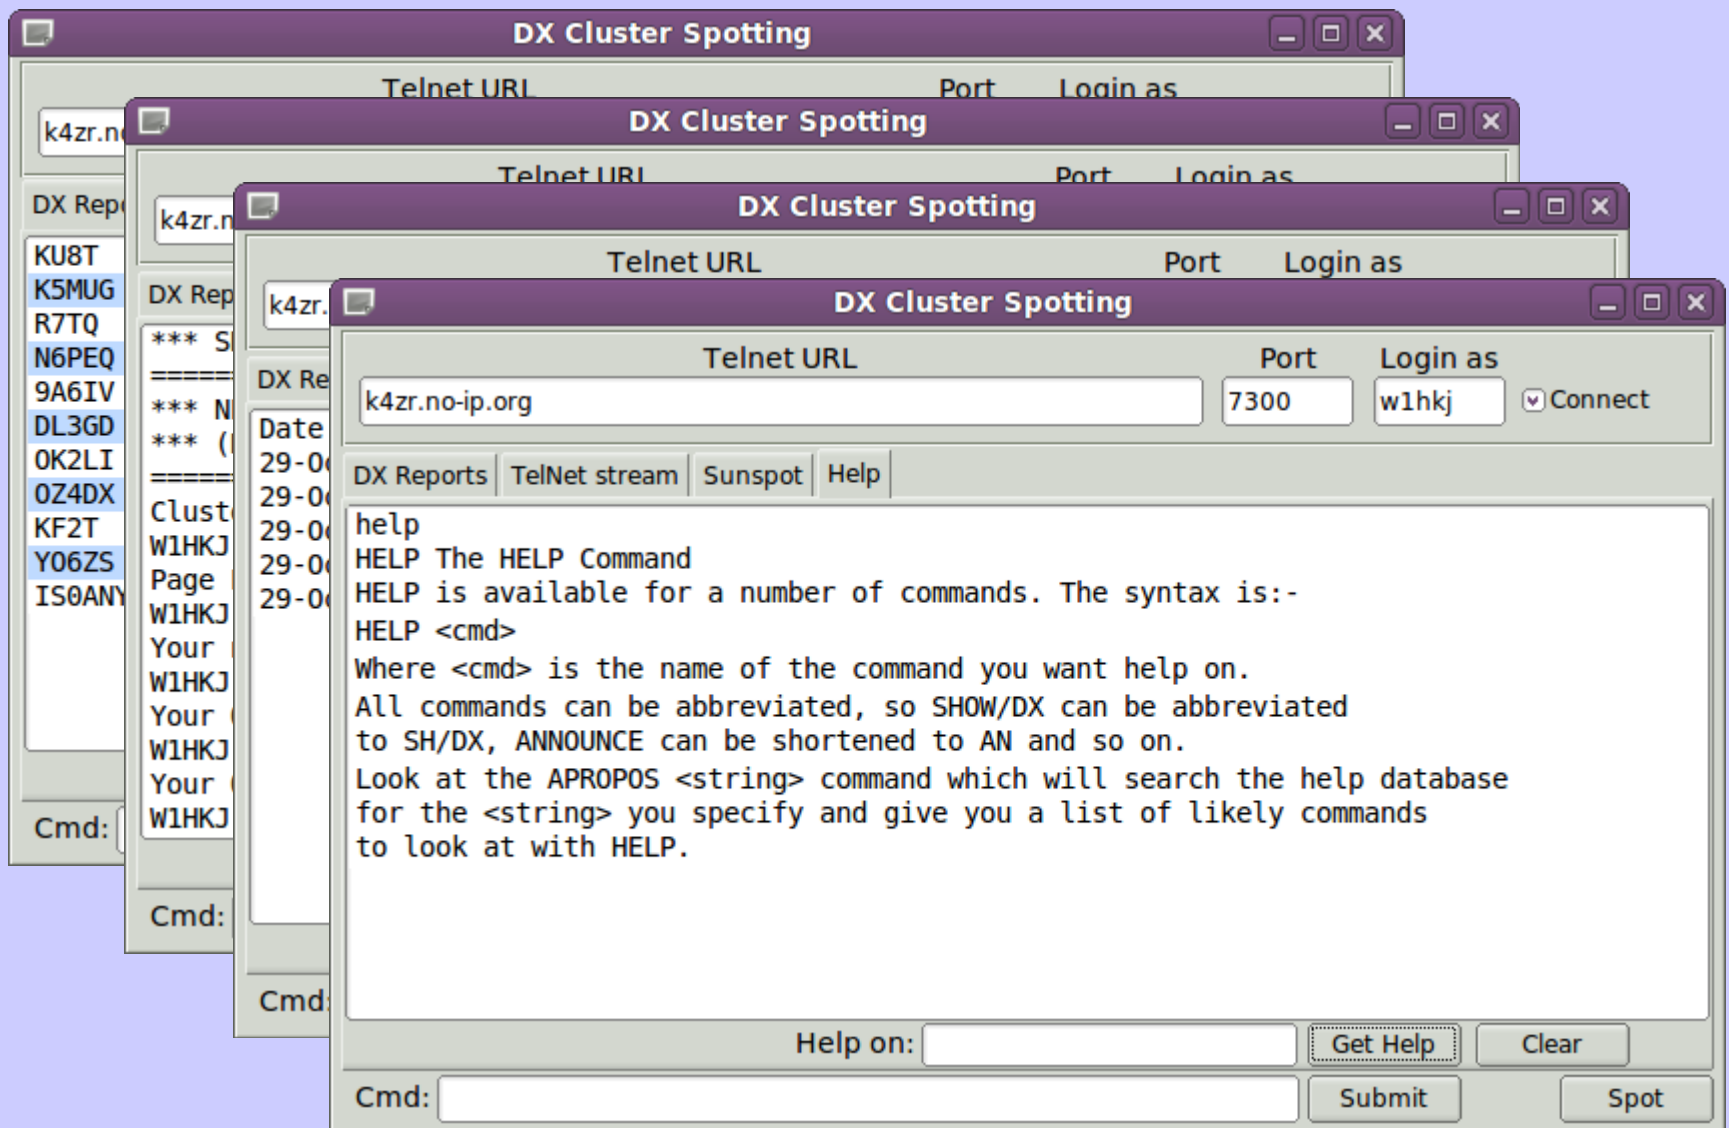 DX Cluster Spotting
Telnet URL Port Login as
DX
KU8T
K5MUG
R7TQ
N6PEQ
9A6IV
DL3GD
OK2LI
OZ4DX
KF2T
YO6ZS
IS0ANY
Cmd:
DX Cluster Spotting
Telnet URL Port Login as
DX
***
======
***
*** (
======
W1HKJ
Page
W1HKJ
Your
W1HKJ
Your
W1HKJ
Your
W1HKJ
Cmd:
DX Cluster Spotting
Telnet URL Port Login as
k4zr.
DX
Date
Cmd:
DX Cluster Spotting
Telnet URL Port Login as
k4zr.no-ip.org 7300 w1hkj Connect
DX Reports TelNet stream Sunspot Help
help
HELP The HELP Command
HELP is available for a number of commands. The syntax is:-
HELP <cmd>
Where <cmd> is the name of the command you want help on.
All commands can be abbreviated, so SHOW/DX can be abbreviated
to SH/DX, ANNOUNCE can be shortened to AN and so on.
Look at the APROPOS <string> command which will search the help database
for the <string> you specify and give you a list of likely commands
to look at with HELP.
Help on: Get Help Clear
Cmd: Submit Spot